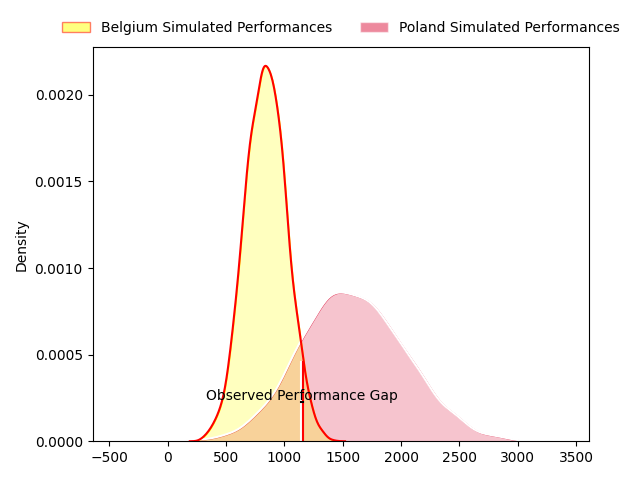 Belgium Simulated Performances Poland Simulated Performances
0.0020
0.0015
0.0010
0.0005
0.0000
Density
Observed Performance Gap
−500 0 500 1000 1500 2000 2500 3000 3500